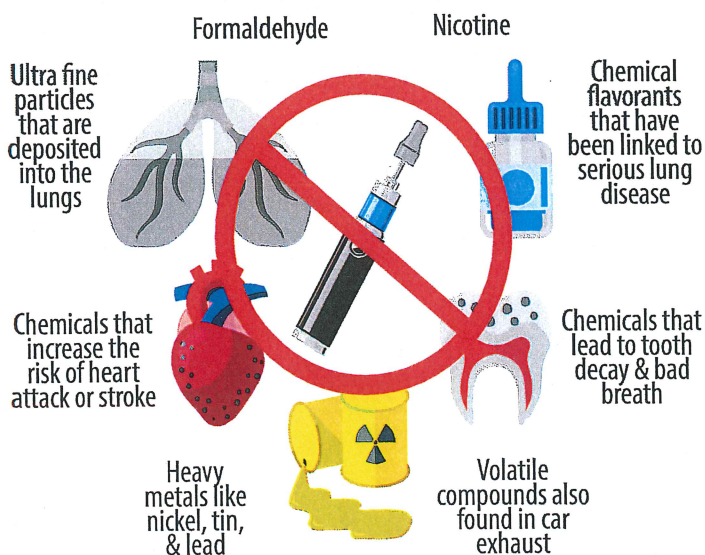 Formaldehyde
Nicotine
Ultra fine
particles
that are
deposited
into the
lungs
Chemical
flavorants
that have
been linked to
serious lung
disease
Chemicals that
increase the
risk of heart
attack or stroke
Chemicals that
lead to tooth
decay & bad
breath
Heavy
metals like
nickel, tin,
& lead
Volatile
compounds also
found in car
exhaust